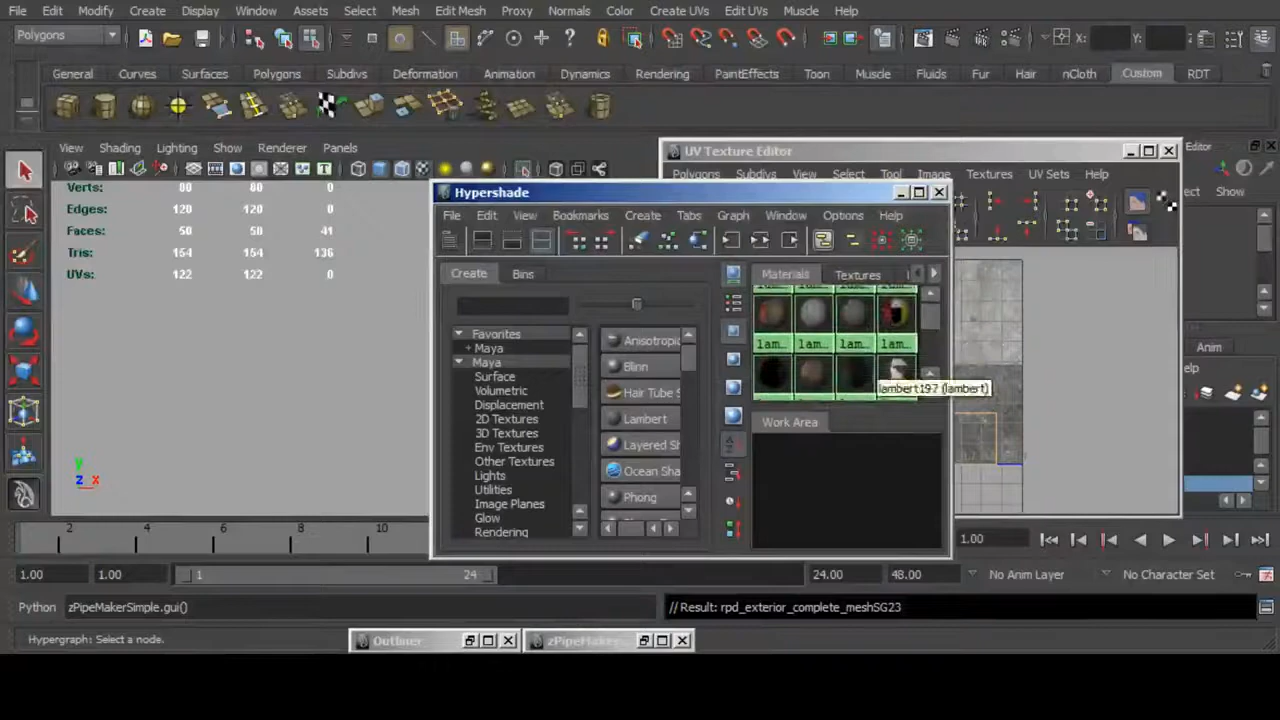 File Edit Modify Create Display Window Assets Select Mesh Edit Mesh Proxy Normals Color Create UVs Edit UVs Muscle Help
Polygons X: Y: Z:
General Curves Surfaces Polygons Subdivs Deformation Animation Dynamics Rendering PaintEffects Toon Muscle Fluids Fur Hair nCloth Custom RDT
View Shading Lighting Show Renderer Panels
UV Texture Editor
Editor
Polygons Subdivs View Select Tool Image Textures UV Sets Help
Show
Verts: 80 80 0
Edges: 120 120 0
Faces: 50 50 41
Tris: 154 154 136
UVs: 122 122 0
Hypershade
File Edit View Bookmarks Create Tabs Graph Window Options Help
Create Bins
Materials Textures
Favorites
+ Maya
Maya
Surface
Volumetric
Displacement
2D Textures
3D Textures
Env Textures
Other Textures
Lights
Utilities
Image Planes
Glow
Rendering
Anisotropic
Blinn
Hair Tube S
Lambert
Layered Sh
Ocean Sha
Phong
lam... lam... lam... lam...
lambert197 (lambert)
Work Area
Anim
y
z x
2 4 6 8 10
1.00
1.00 1.00 1 24 24.00 48.00 No Anim Layer No Character Set
Python zPipeMakerSimple.gui() // Result: rpd_exterior_complete_meshSG23
Hypergraph: Select a node.
Outliner zPipeMaker